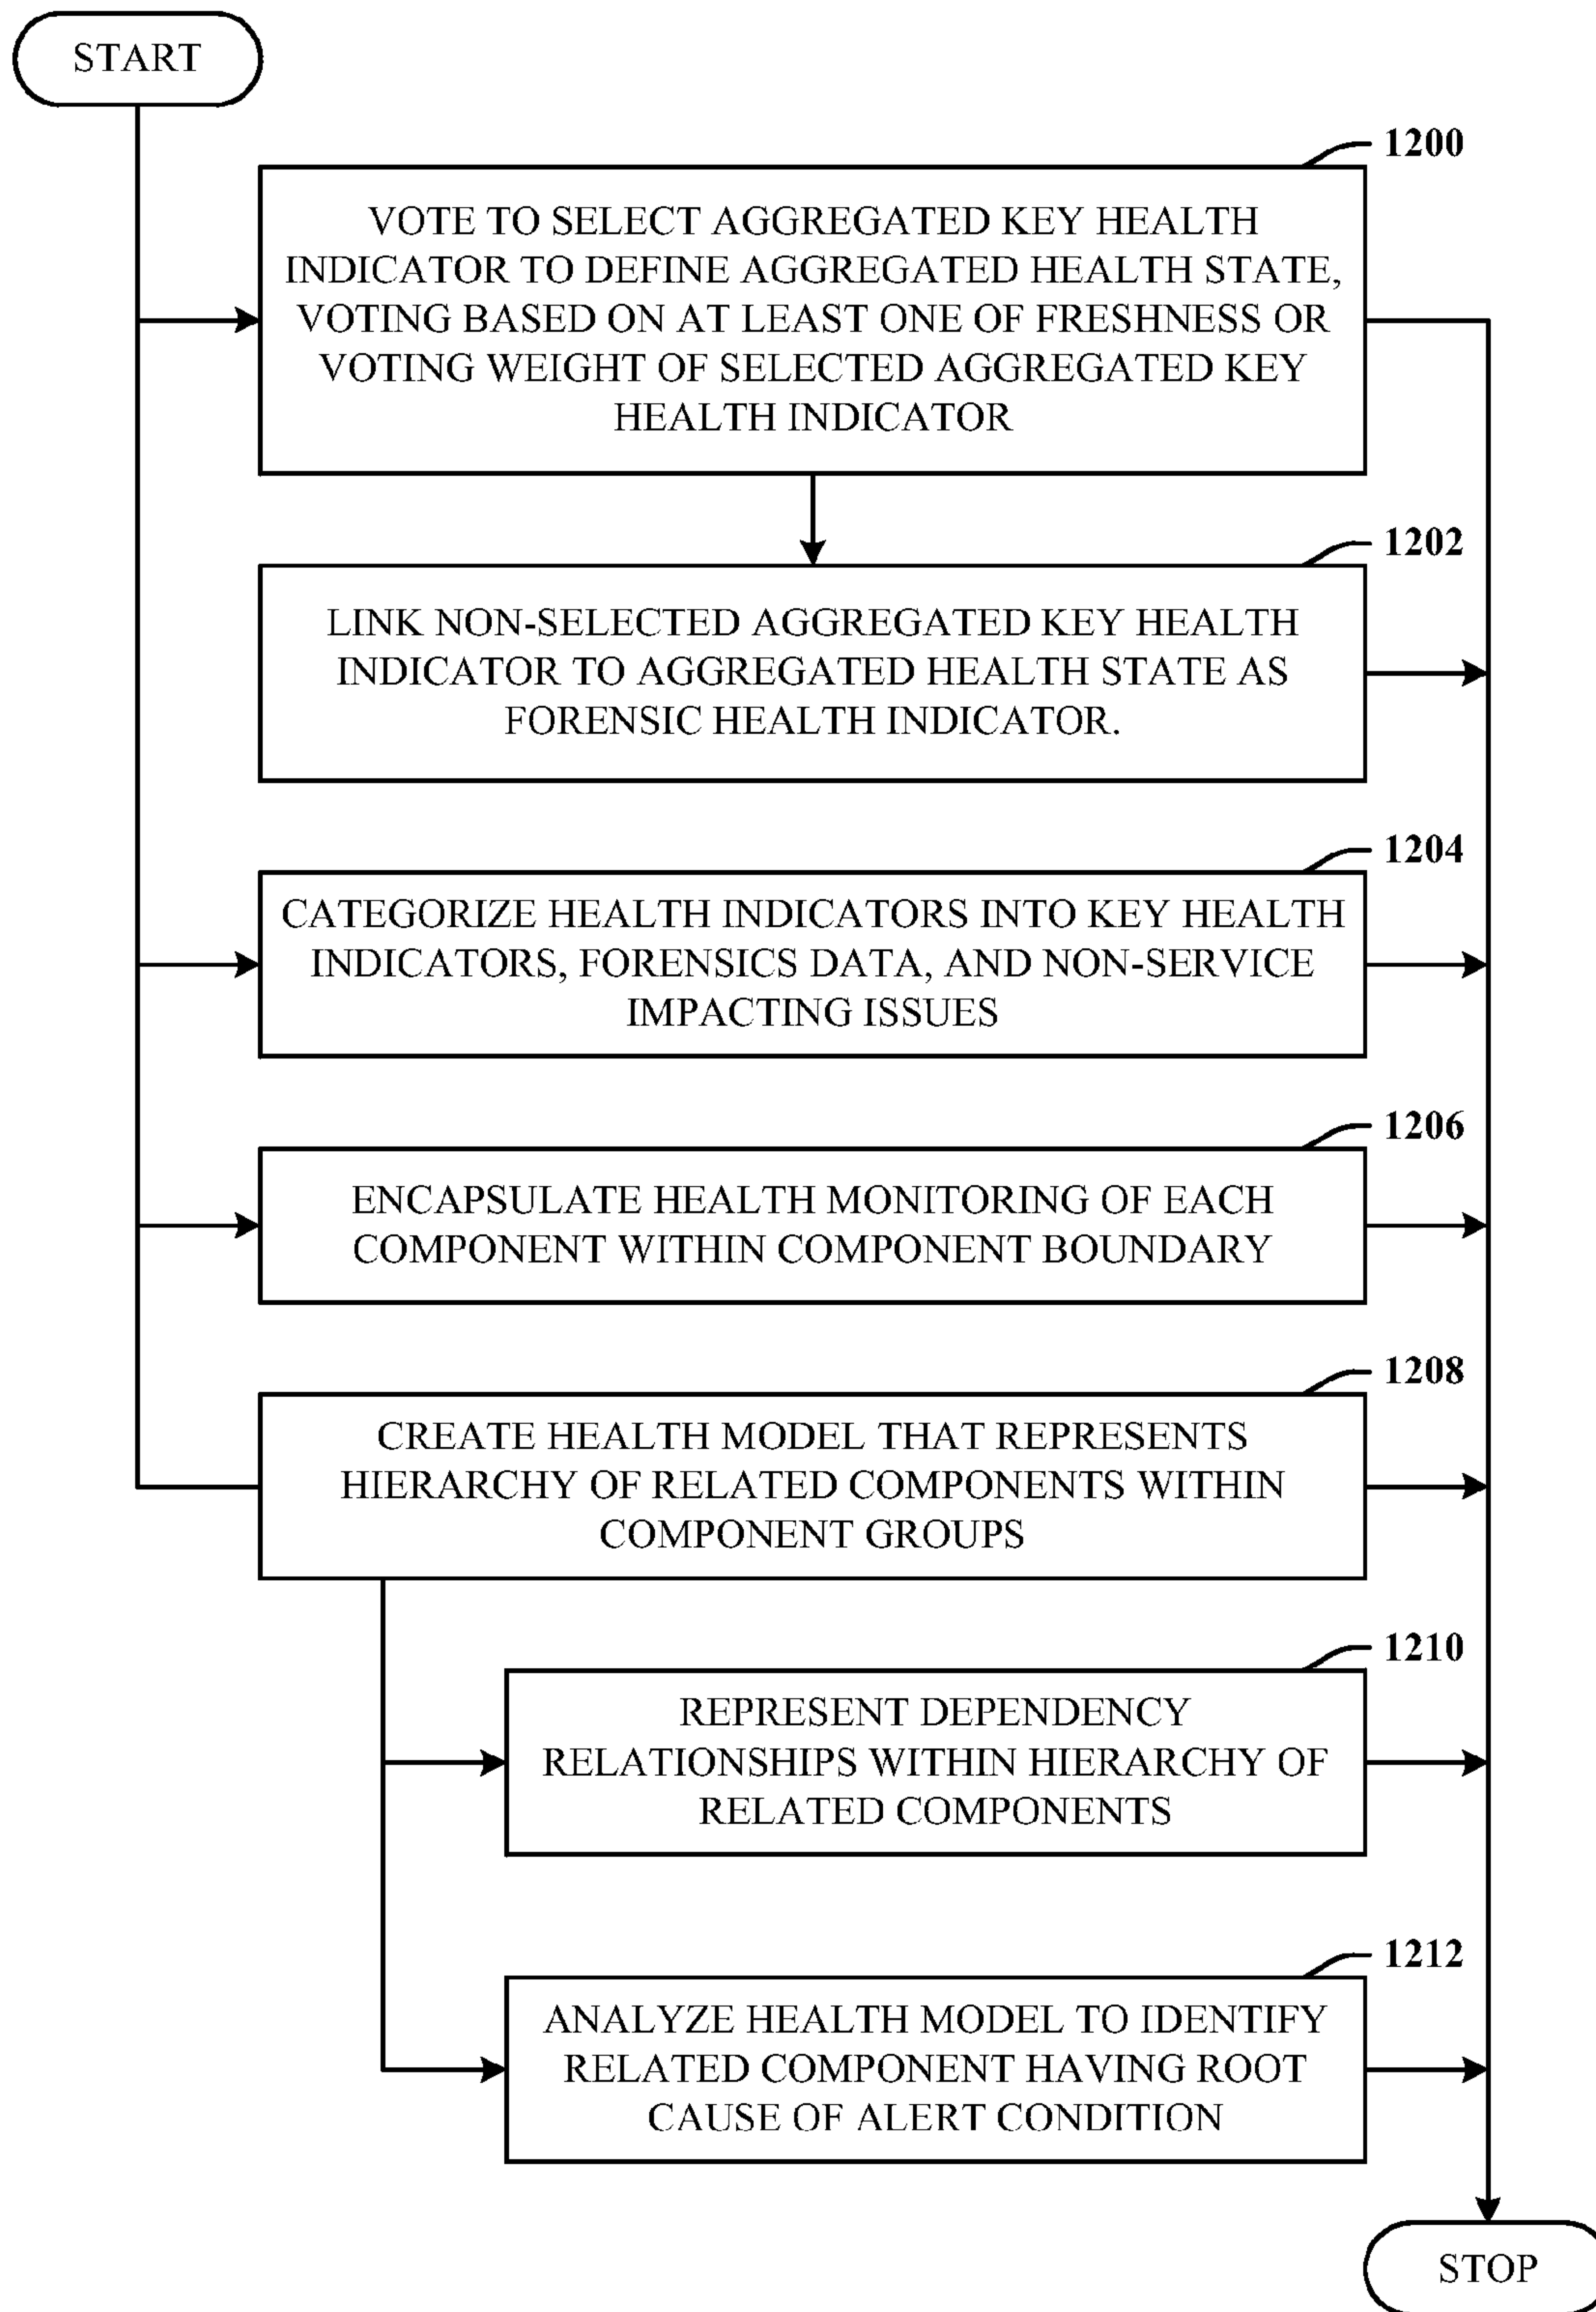 START
1200
VOTE TO SELECT AGGREGATED KEY HEALTH
INDICATOR TO DEFINE AGGREGATED HEALTH STATE,
VOTING BASED ON AT LEAST ONE OF FRESHNESS OR
VOTING WEIGHT OF SELECTED AGGREGATED KEY
HEALTH INDICATOR
1202
LINK NON-SELECTED AGGREGATED KEY HEALTH
INDICATOR TO AGGREGATED HEALTH STATE AS
FORENSIC HEALTH INDICATOR.
1204
CATEGORIZE HEALTH INDICATORS INTO KEY HEALTH
INDICATORS, FORENSICS DATA, AND NON-SERVICE
IMPACTING ISSUES
1206
ENCAPSULATE HEALTH MONITORING OF EACH
COMPONENT WITHIN COMPONENT BOUNDARY
1208
CREATE HEALTH MODEL THAT REPRESENTS
HIERARCHY OF RELATED COMPONENTS WITHIN
COMPONENT GROUPS
1210
REPRESENT DEPENDENCY
RELATIONSHIPS WITHIN HIERARCHY OF
RELATED COMPONENTS
1212
ANALYZE HEALTH MODEL TO IDENTIFY
RELATED COMPONENT HAVING ROOT
CAUSE OF ALERT CONDITION
STOP